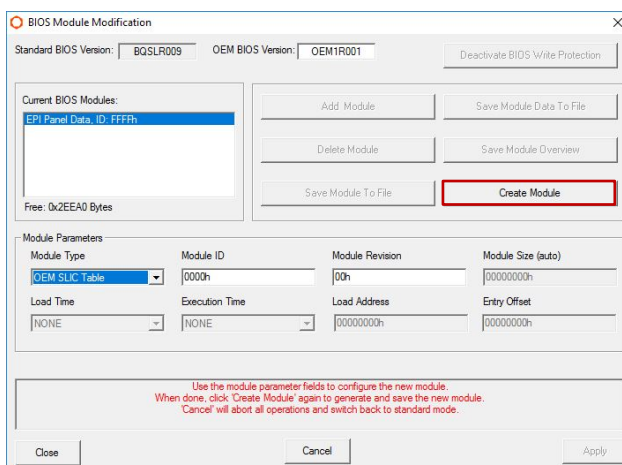 BIOS Module Modification
Standard BIOS Version: BQSLR009 OEM BIOS Version: OEM1R001 Deactivate BIOS Write Protection
Current BIOS Modules:
EPI Panel Data, ID: FFFFh
Free: 0x2EEA0 Bytes
Add Module Save Module Data To File
Delete Module Save Module Overview
Save Module To File Create Module
Module Parameters
Module Type Module ID Module Revision Module Size (auto)
OEM SLIC Table 0000h 00h 00000000h
Load Time Execution Time Load Address Entry Offset
NONE NONE 00000000h 00000000h
Use the module parameter fields to configure the new module.
When done, click 'Create Module' again to generate and save the new module.
'Cancel' will abort all operations and switch back to standard mode.
Close Cancel Apply